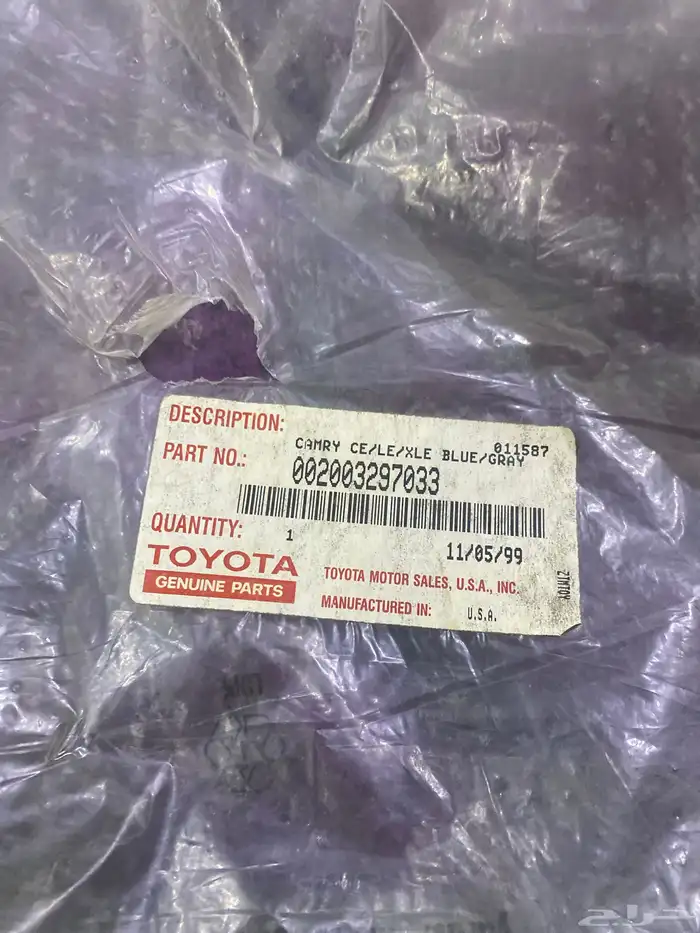 DESCRIPTION:
011587
CAMRY CE/LE/XLE BLUE/GRAY
PART NO.:
002003297033
QUANTITY:
1
11/05/99
TOYOTA
GENUINE PARTS
TOYOTA MOTOR SALES, U.S.A., INC.
MANUFACTURED IN:
U.S.A.
حراج